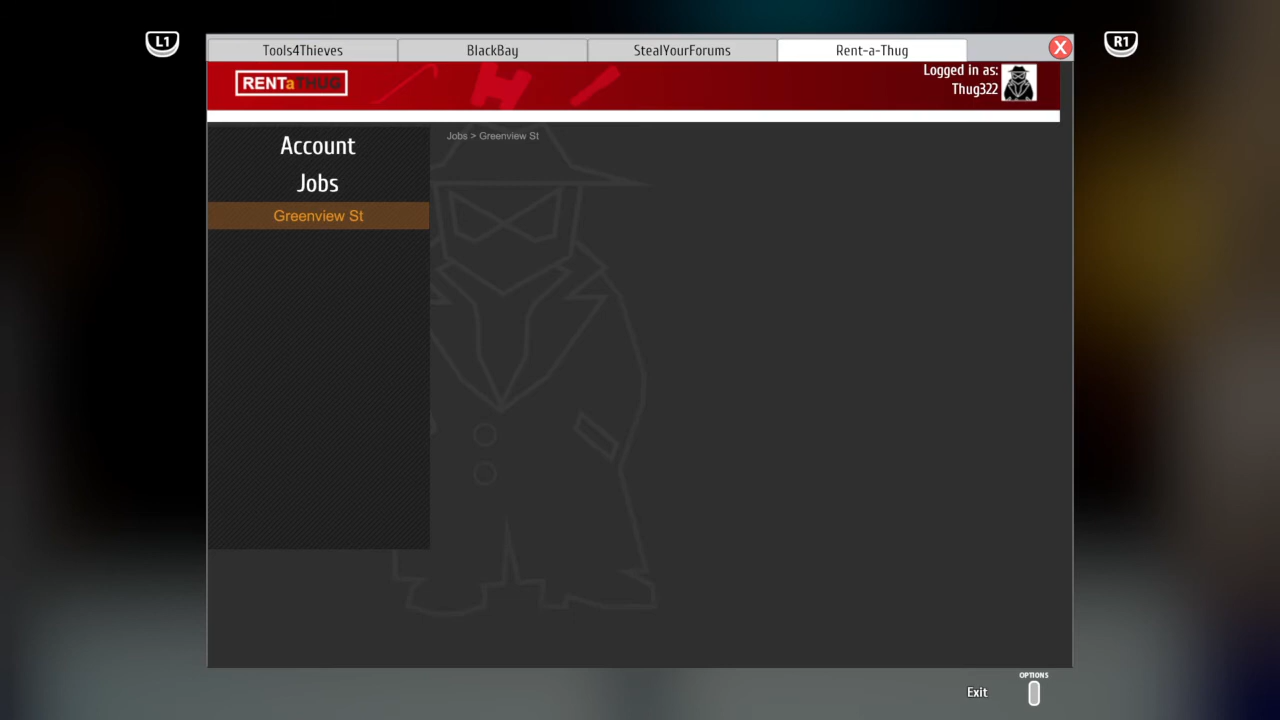 L1
Tools4Thieves
BlackBay
StealYourForums
Rent-a-Thug
X
R1
RENTaTHUG
Logged in as:
Thug322
Account
Jobs
Greenview St
Jobs > Greenview St
OPTIONS
Exit